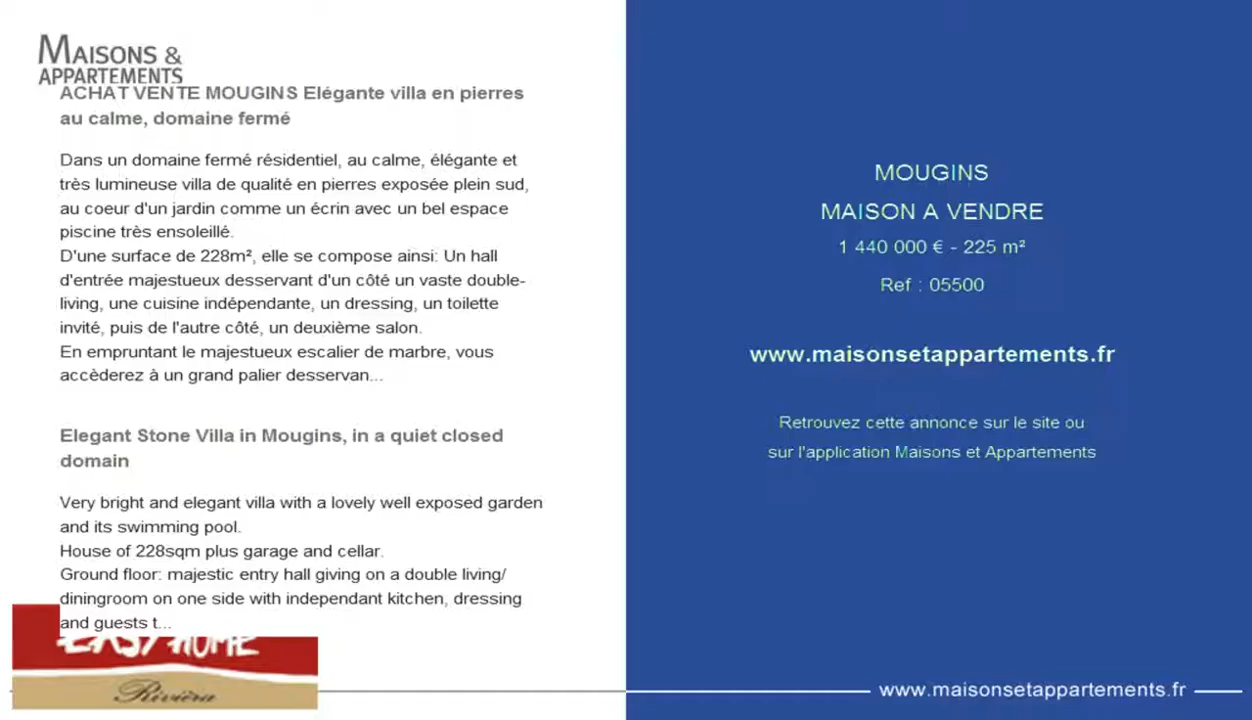 MAISONS &
APPARTEMENTS
ACHAT VENTE MOUGINS Elégante villa en pierres
au calme, domaine fermé
Dans un domaine fermé résidentiel, au calme, élégante et
très lumineuse villa de qualité en pierres exposée plein sud,
au coeur d'un jardin comme un écrin avec un bel espace
piscine très ensoleillé.
D'une surface de 228m², elle se compose ainsi: Un hall
d'entrée majestueux desservant d'un côté un vaste double-
living, une cuisine indépendante, un dressing, un toilette
invité, puis de l'autre côté, un deuxième salon.
En empruntant le majestueux escalier de marbre, vous
accèderez à un grand palier desservan...
Elegant Stone Villa in Mougins, in a quiet closed
domain
Very bright and elegant villa with a lovely well exposed garden
and its swimming pool.
House of 228sqm plus garage and cellar.
Ground floor: majestic entry hall giving on a double living/
diningroom on one side with independant kitchen, dressing
and guests t...
EASY HOME
Riviera
MOUGINS
MAISON A VENDRE
1 440 000 € - 225 m²
Ref : 05500
www.maisonsetappartements.fr
Retrouvez cette annonce sur le site ou
sur l'application Maisons et Appartements
www.maisonsetappartements.fr